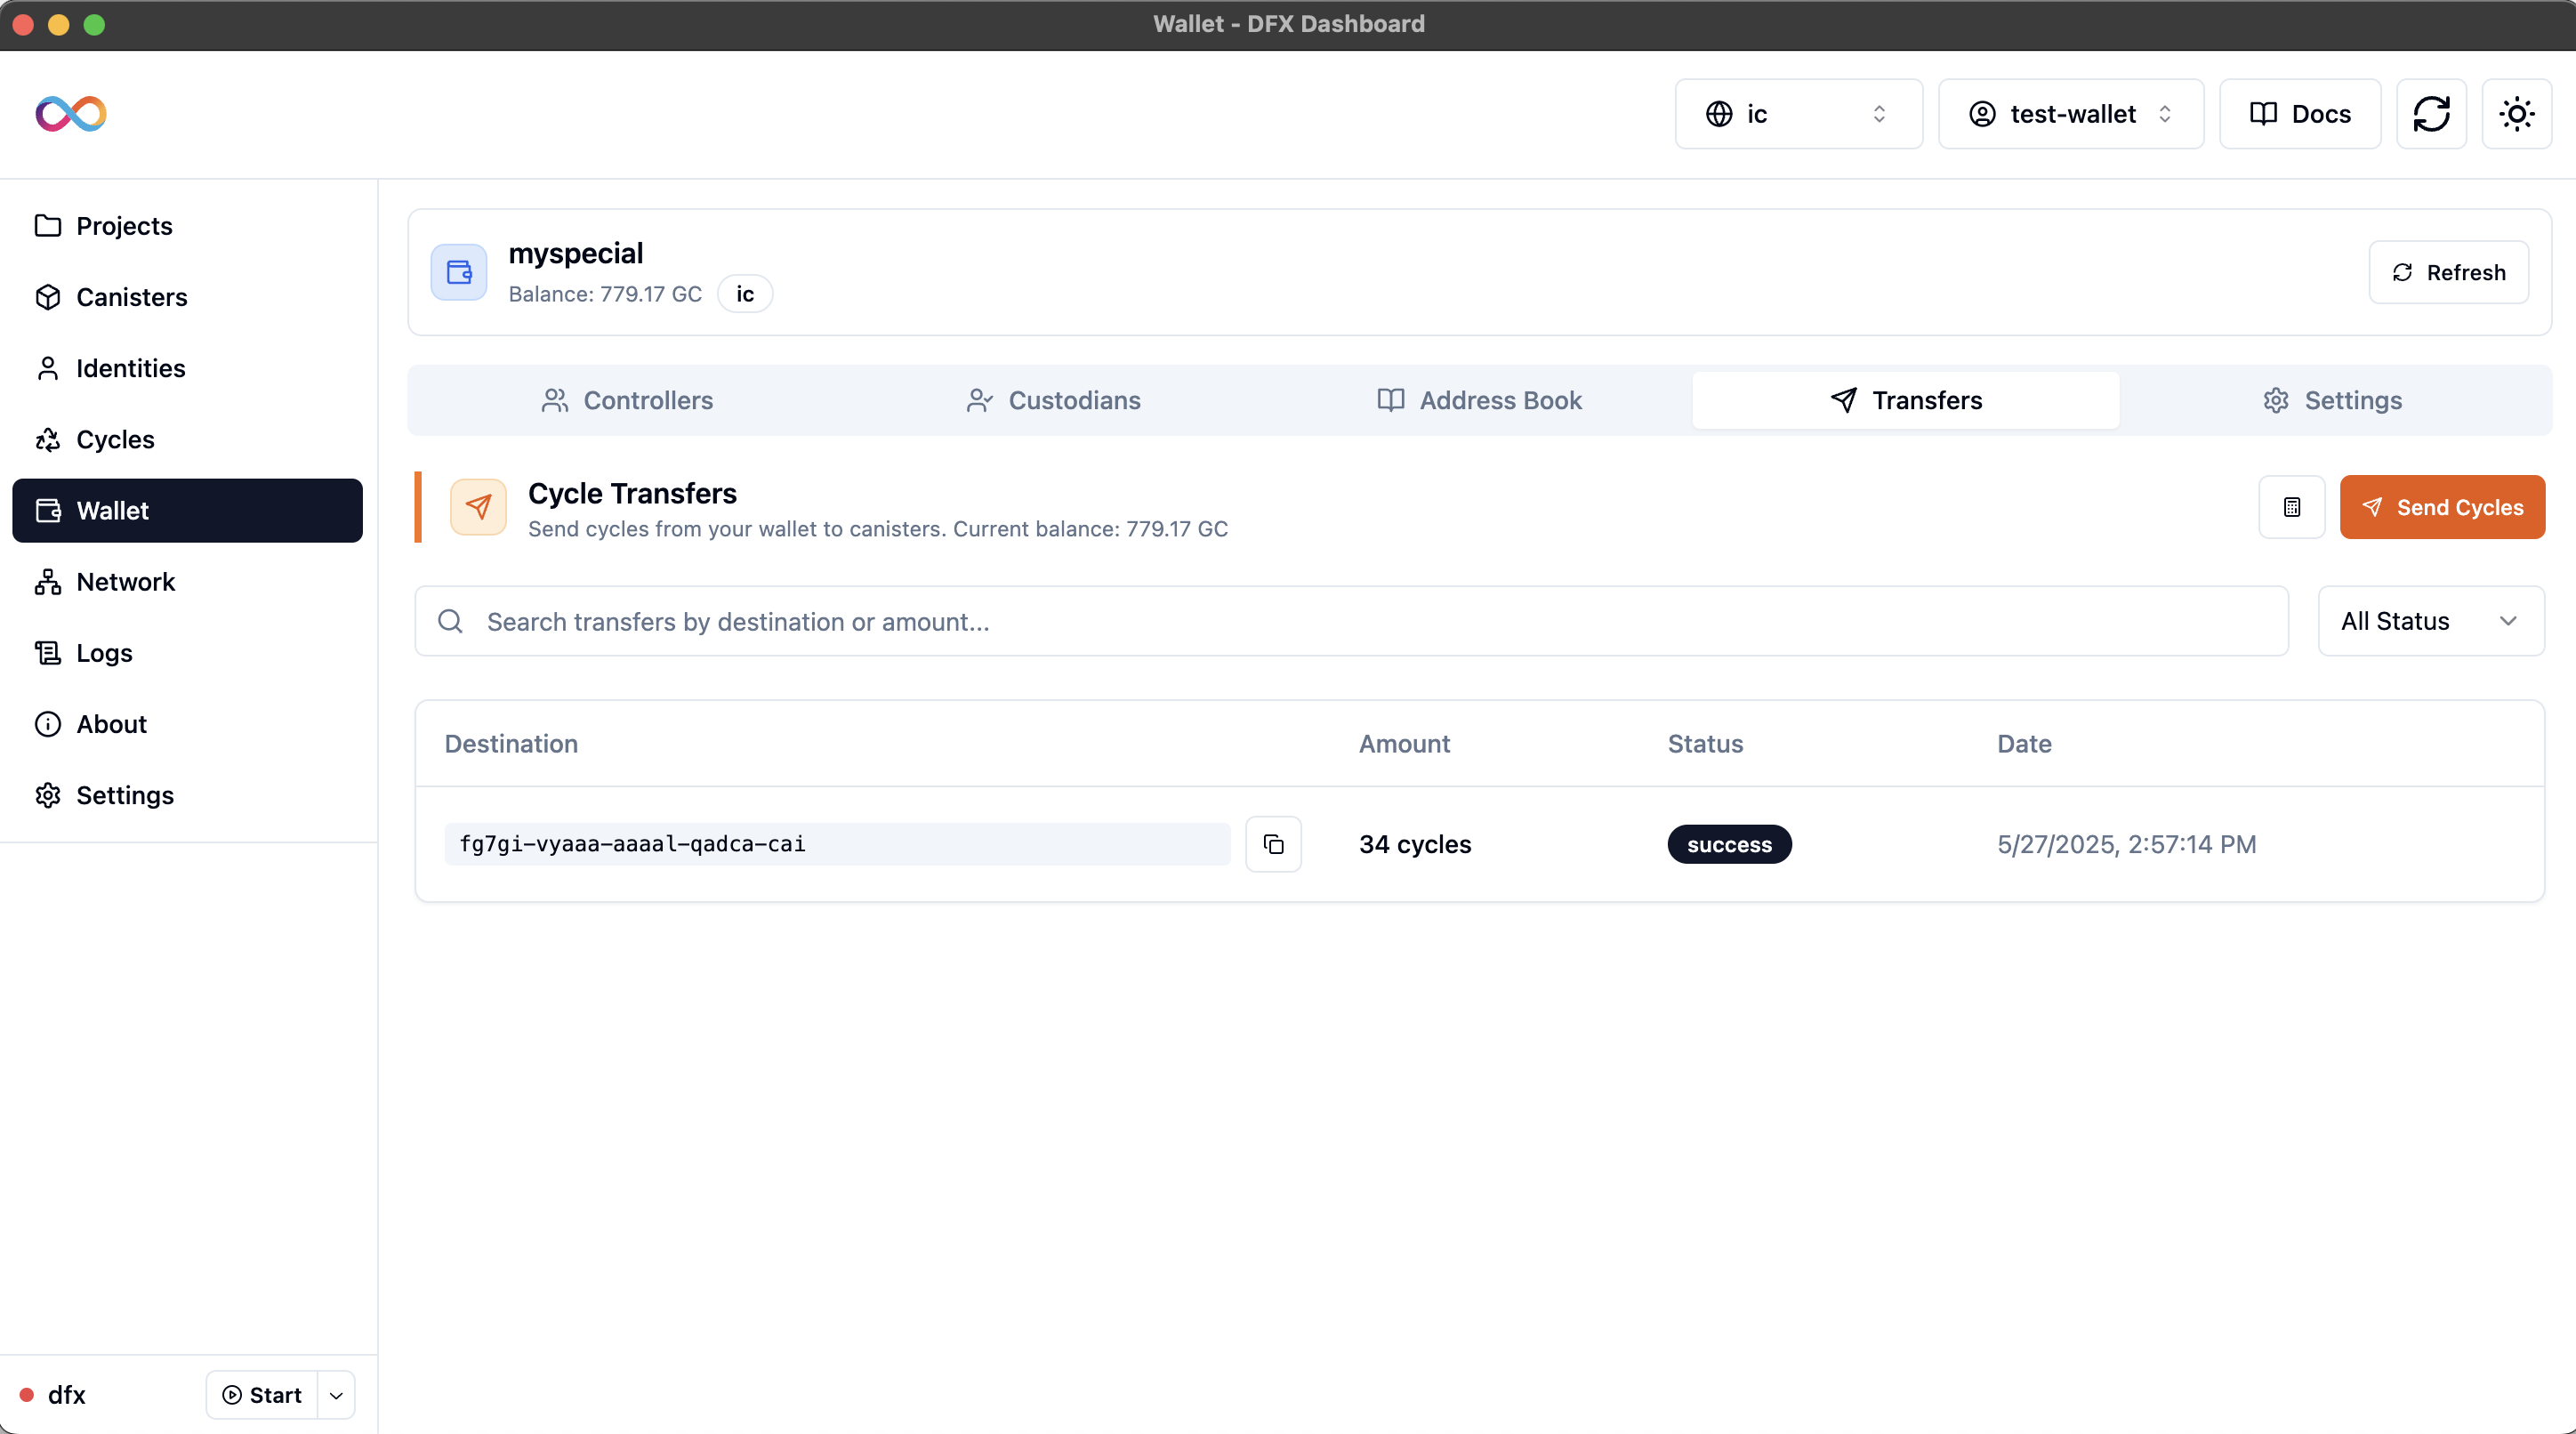 Wallet - DFX Dashboard
ic
test-wallet
Docs
Projects
Canisters
Identities
Cycles
Wallet
Network
Logs
About
Settings
dfx
Start
myspecial
Balance: 779.17 GC ic
Refresh
Controllers
Custodians
Address Book
Transfers
Settings
Cycle Transfers
Send cycles from your wallet to canisters. Current balance: 779.17 GC
Send Cycles
Search transfers by destination or amount...
All Status
Destination Amount Status Date
fg7gi-vyaaa-aaaal-qadca-cai 34 cycles success 5/27/2025, 2:57:14 PM